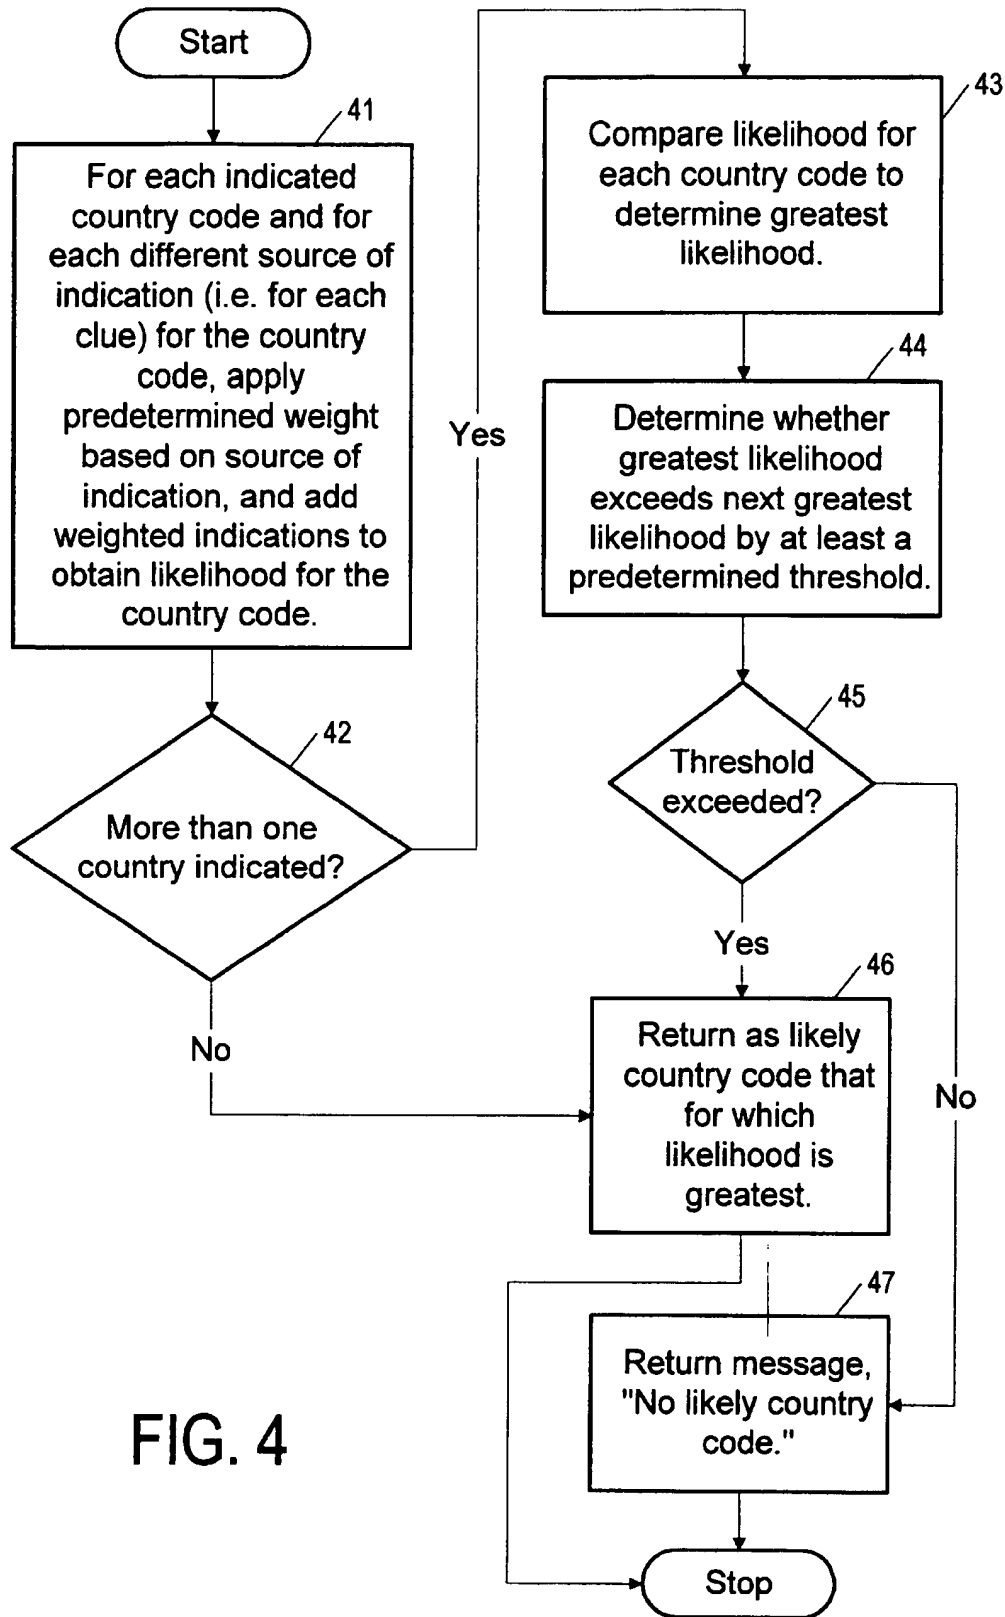 Start
41
For each indicated
country code and for
each different source of
indication (i.e. for each
clue) for the country
code, apply
predetermined weight
based on source of
indication, and add
weighted indications to
obtain likelihood for the
country code.
42
More than one
country indicated?
Yes
No
43
Compare likelihood for
each country code to
determine greatest
likelihood.
44
Determine whether
greatest likelihood
exceeds next greatest
likelihood by at least a
predetermined threshold.
45
Threshold
exceeded?
Yes
No
46
Return as likely
country code that
for which
likelihood is
greatest.
47
Return message,
"No likely country
code."
Stop
FIG. 4